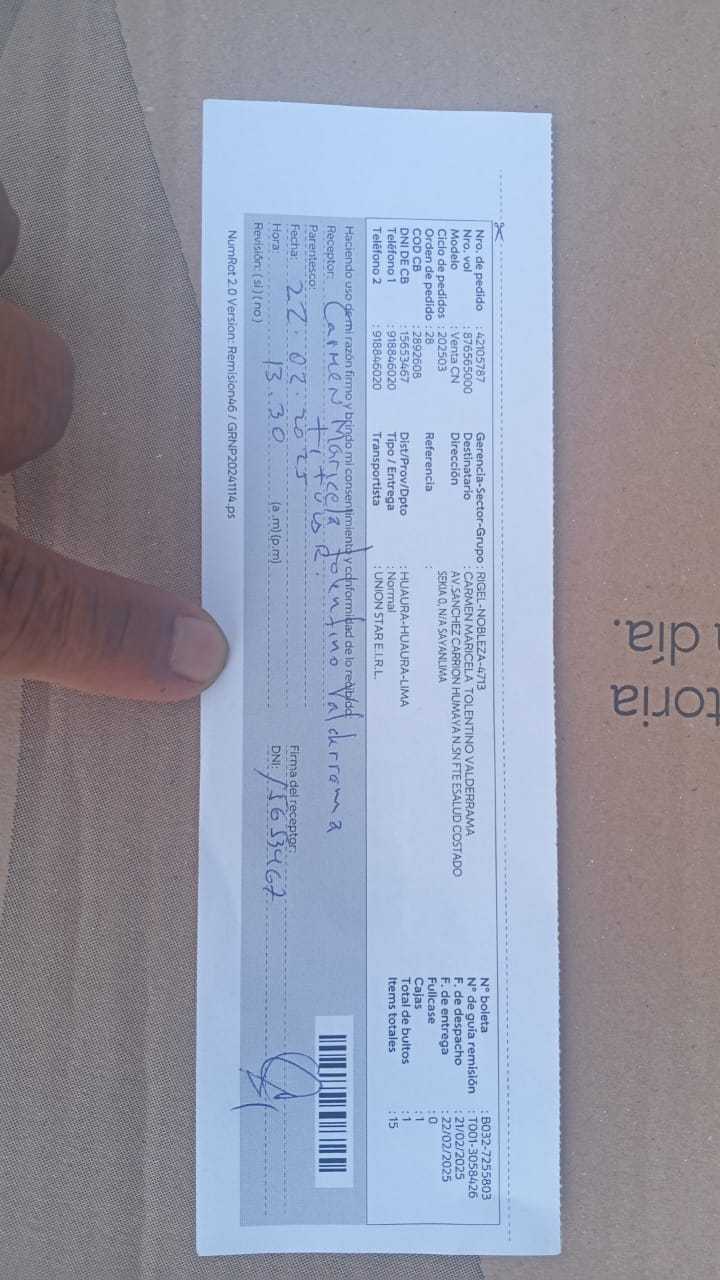 Nro. de pedido : 42105787
Nro. vol : 876565000
Modelo : Venta CN
Ciclo de pedidos : 202503
Orden de pedido : 28
COD CB : 2892608
DNI DE CB : 15653467
Teléfono 1 : 918846020
Teléfono 2 : 918846020
Gerencia-Sector-Grupo : RIGEL-NOBLEZA-4713
Destinatario : CARMEN MARICELA TOLENTINO VALDERRAMA
Dirección : AV. SANCHEZ CARRION HUMAYA N.SN FTE ESALUD COSTADO
SEKIA 0, N/A SAYANLIMA
Referencia :
Dist/Prov/Dpto : HUAURA-HUAURA-LIMA
Tipo / Entrega : Normal
Transportista : UNION STAR E.I.R.L.
N° boleta : B032-7255803
N° de guía remisión : T001-3058426
F. de despacho : 21/02/2025
F. de entrega : 22/02/2025
Fullcase : 0
Cajas : 1
Total de bultos : 1
Items totales : 15
Haciendo uso de mi razón firmo y brindo mi consentimiento y conformidad de lo recibido.
Receptor: Carmen Maricela Tolentino Valderrama
Parentesco: titular.
Fecha: 22.02.2025
Hora: 13.30 (a.m)(p.m)
Revisión: ( si ) ( no )
Firma del receptor:
DNI: 15653467
NumRot 2.0 Version: Remision46 / GRNP20241114.ps
toria
día.